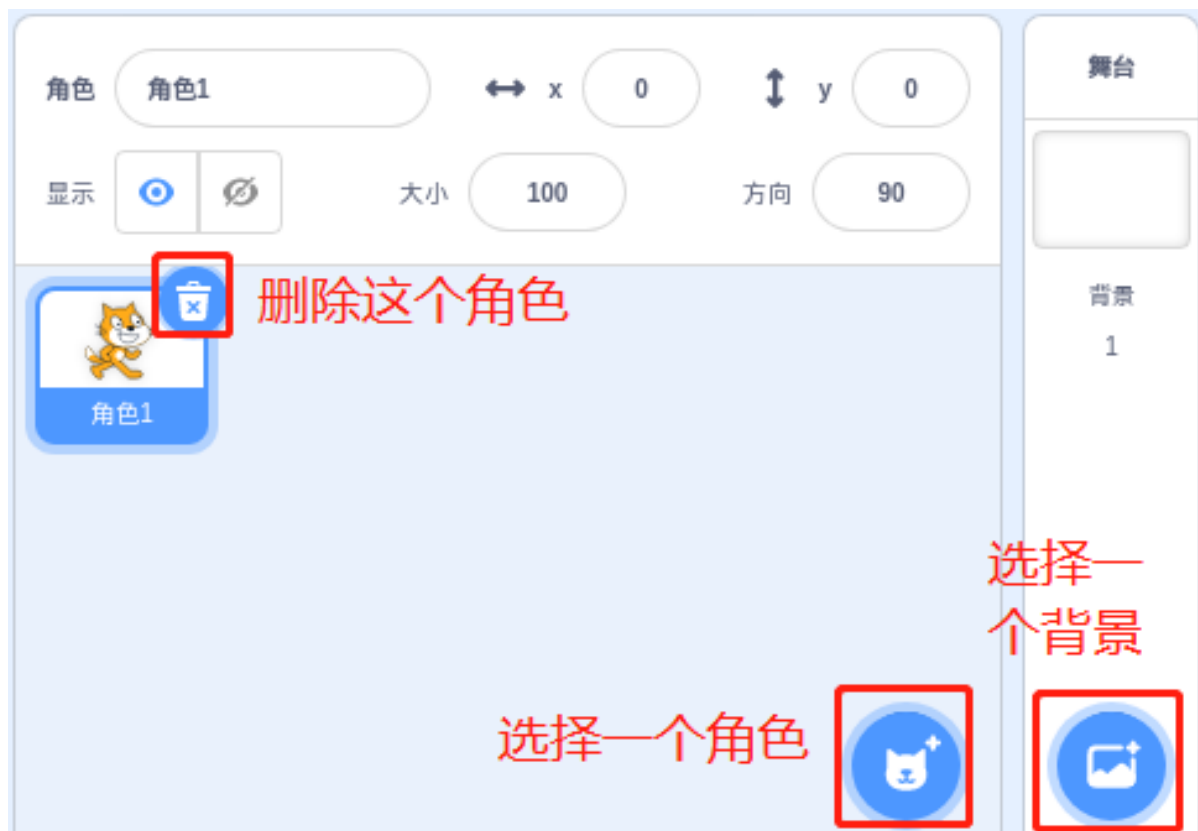 角色 角色1 x 0 y 0
舞台
显示 大小 100 方向 90
删除这个角色
角色1
背景
1
选择一
个背景
选择一个角色